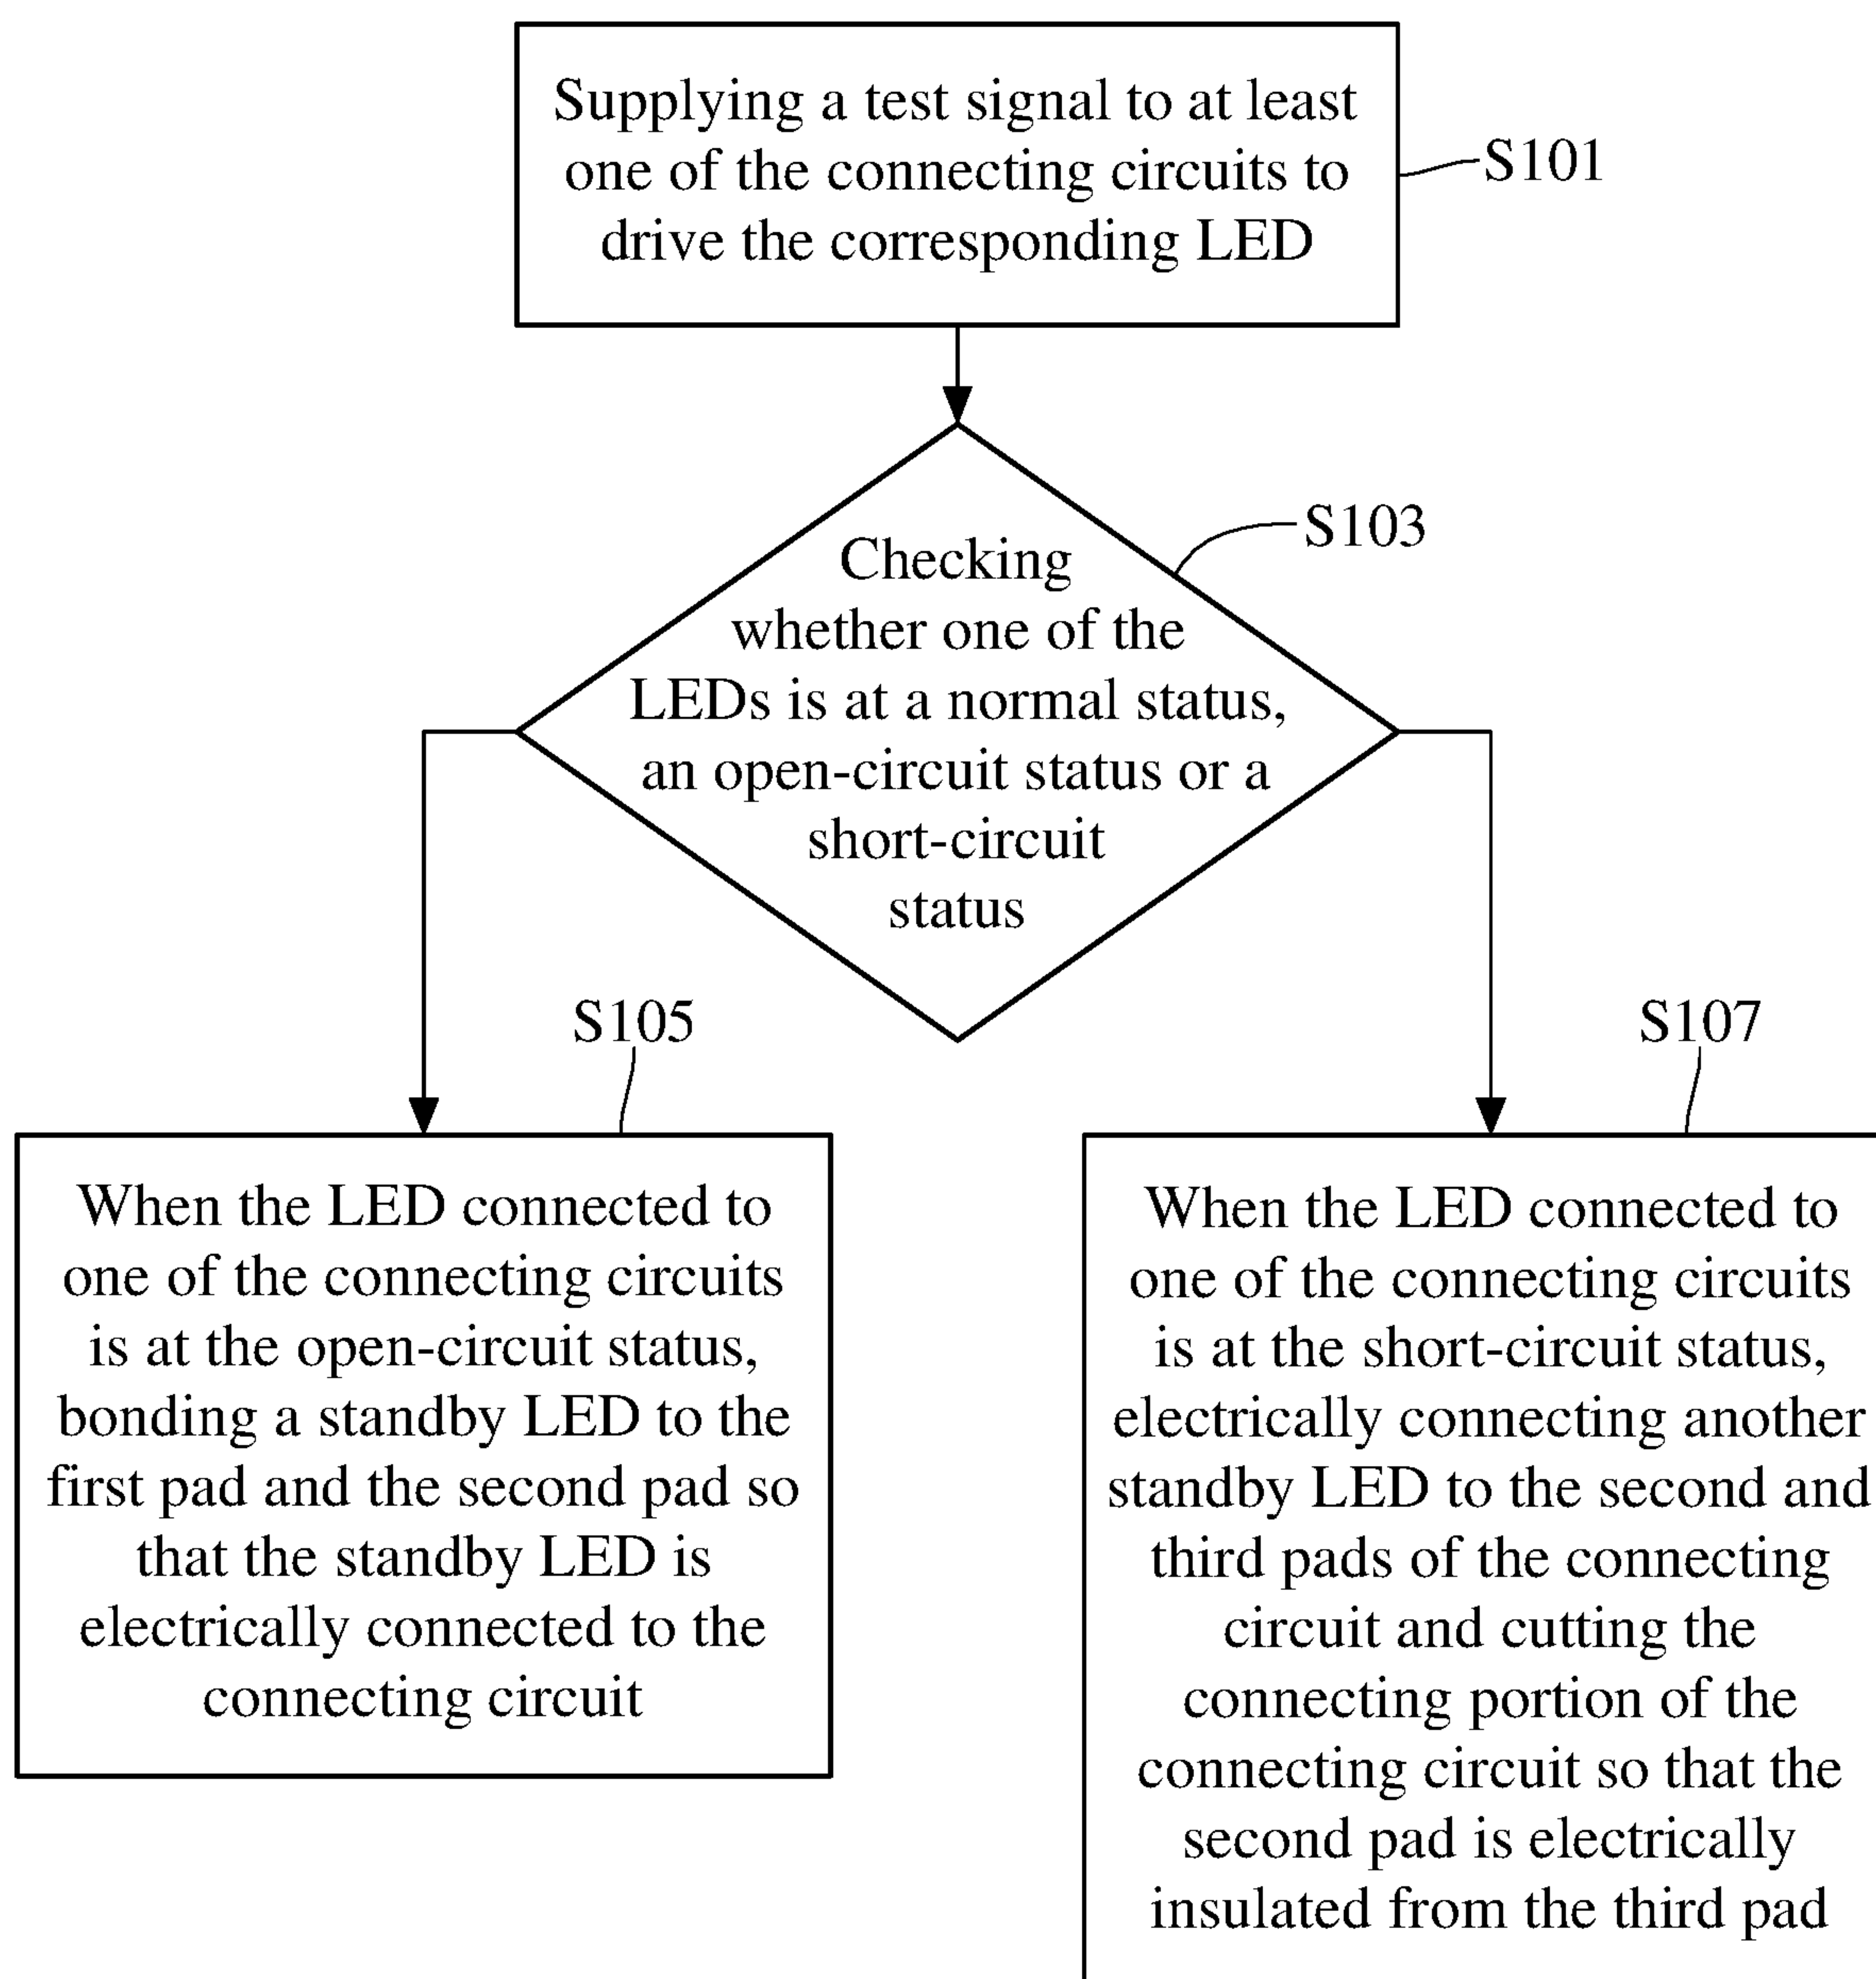 Supplying a test signal to at least
one of the connecting circuits to
drive the corresponding LED
S101
Checking
whether one of the
LEDs is at a normal status,
an open-circuit status or a
short-circuit
status
S103
S105
When the LED connected to
one of the connecting circuits
is at the open-circuit status,
bonding a standby LED to the
first pad and the second pad so
that the standby LED is
electrically connected to the
connecting circuit
S107
When the LED connected to
one of the connecting circuits
is at the short-circuit status,
electrically connecting another
standby LED to the second and
third pads of the connecting
circuit and cutting the
connecting portion of the
connecting circuit so that the
second pad is electrically
insulated from the third pad